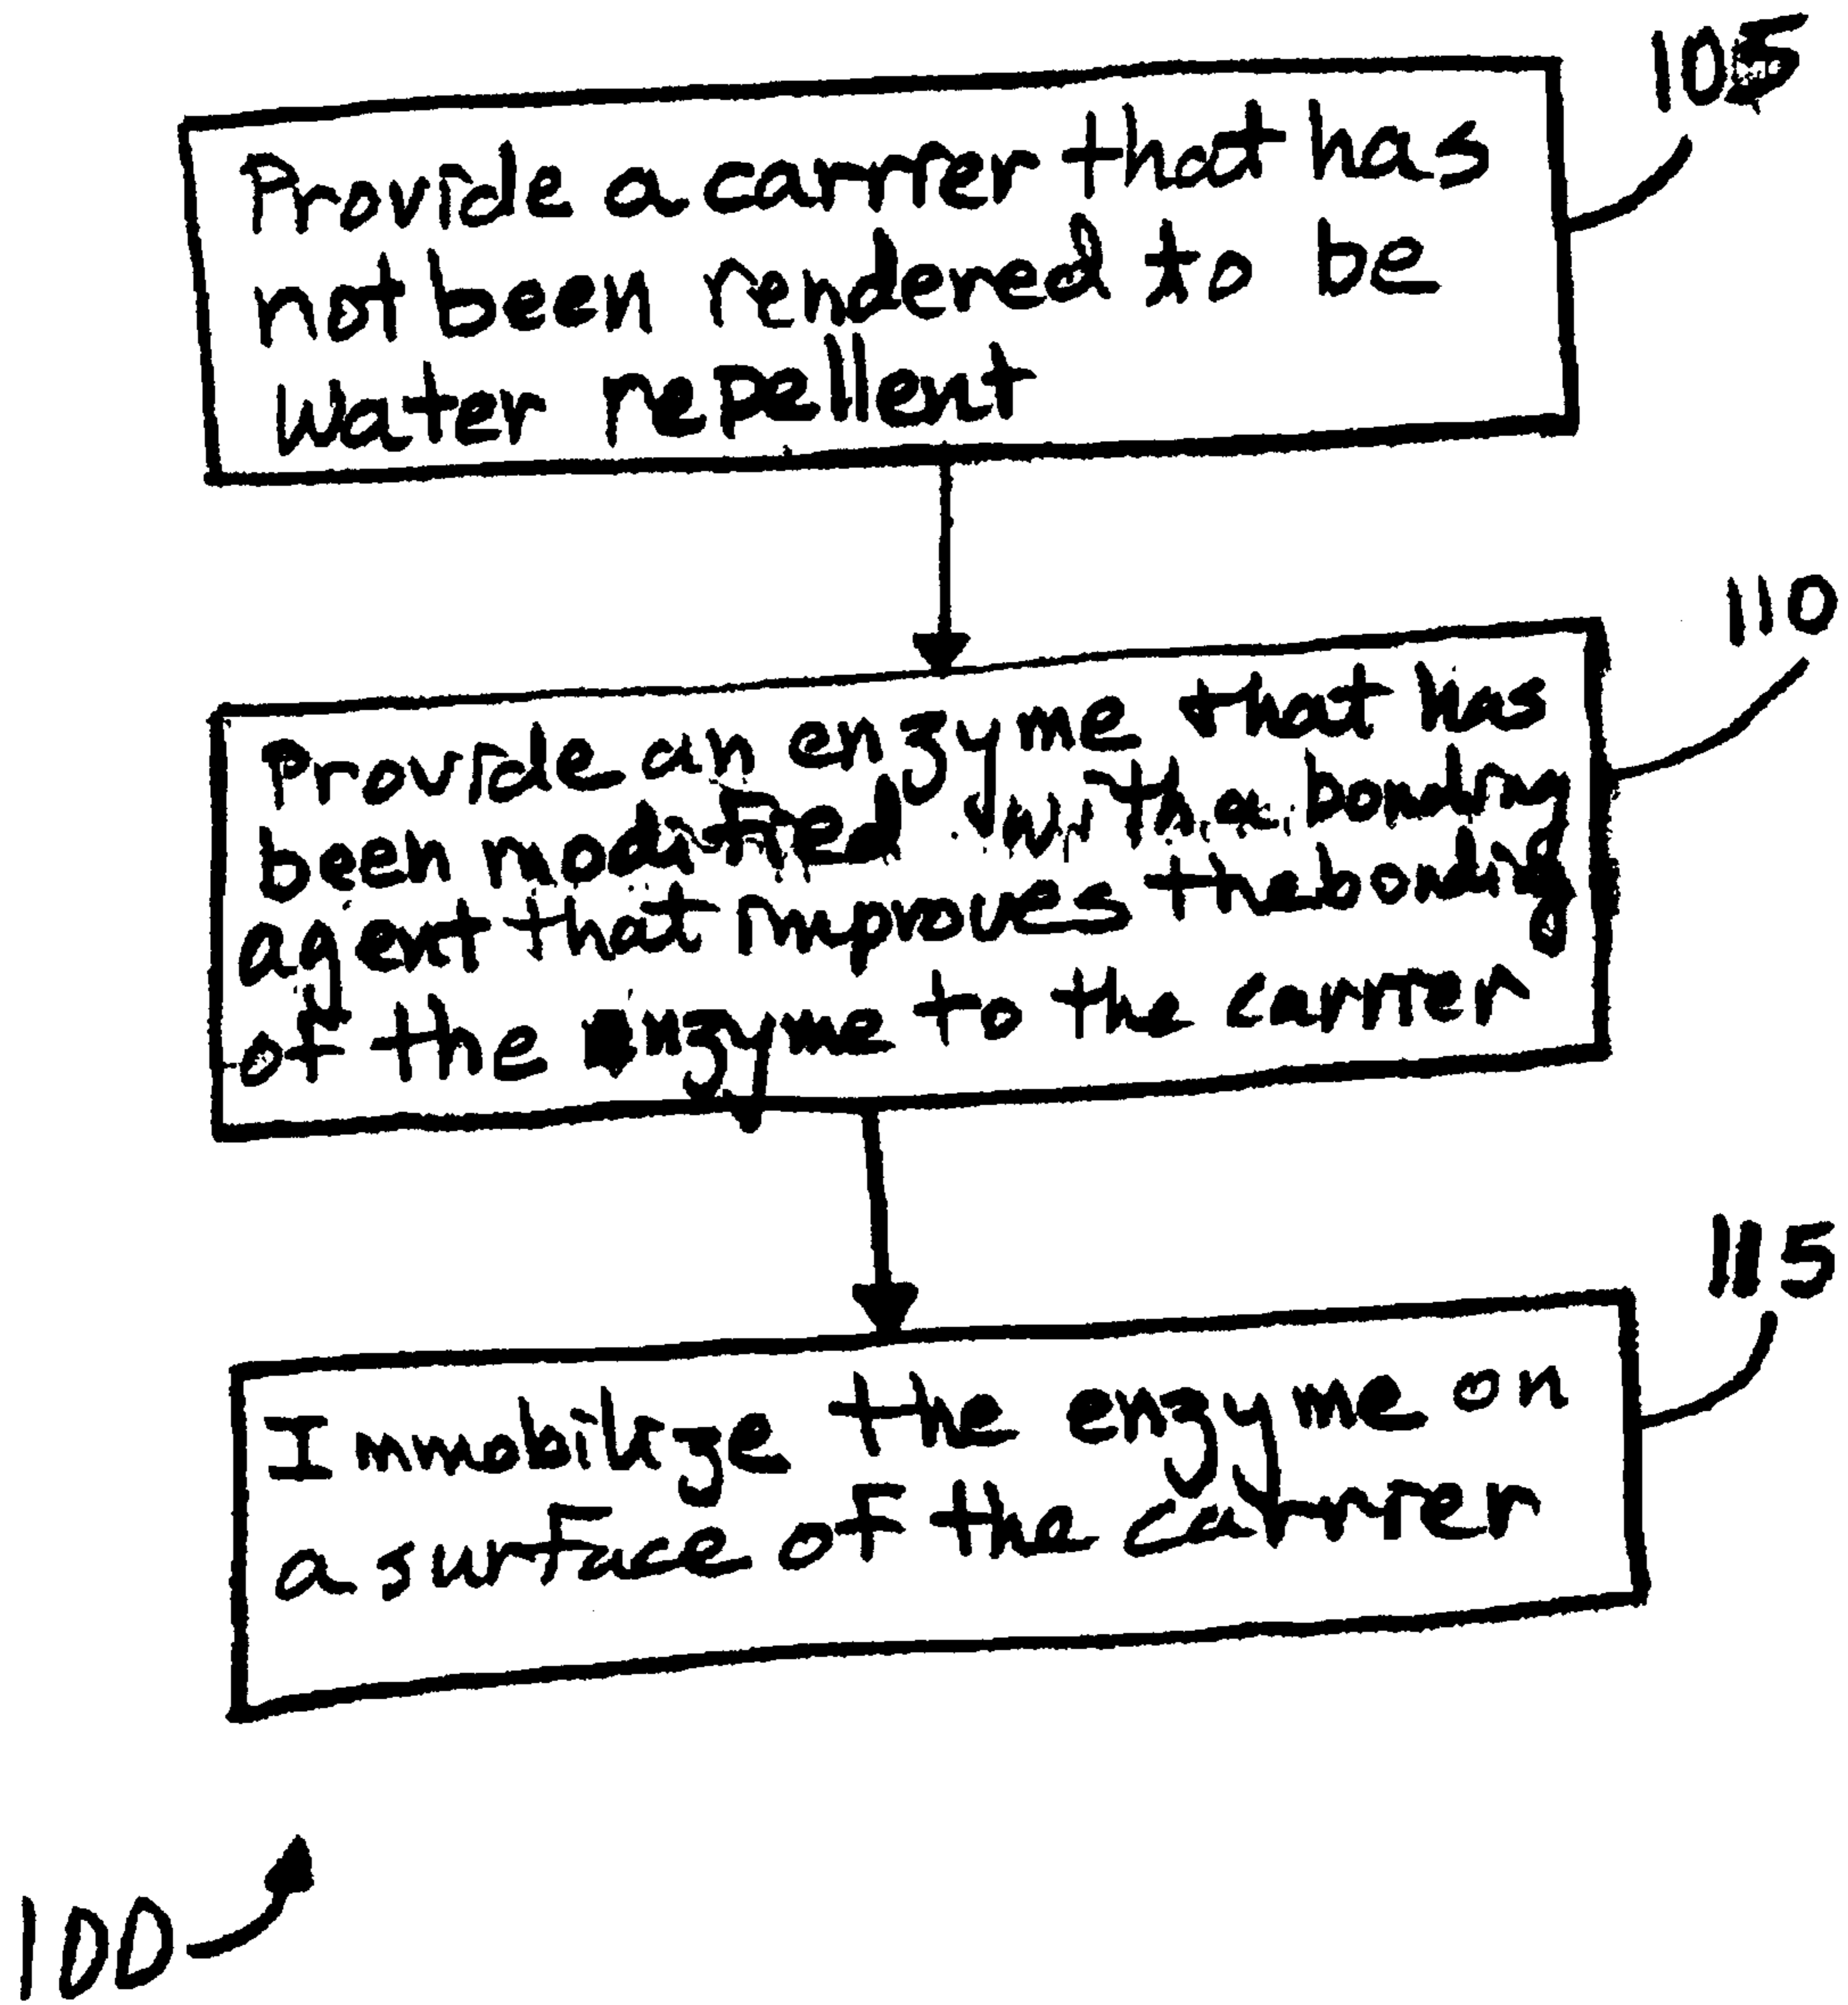 105
Provide a carrier that has
not been rendered to be
water repellent
110
Provide an enzyme that has
been modified with a bonding
agent that improves the bonding
of the enzyme to the carrier
115
Immobilize the enzyme on
a surface of the carrier
100